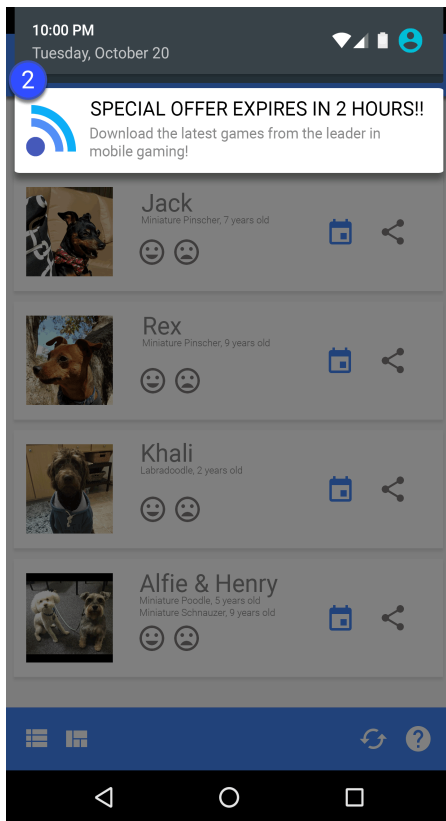 10:00 PM
Tuesday, October 20
2
SPECIAL OFFER EXPIRES IN 2 HOURS!!
Download the latest games from the leader in
mobile gaming!
Jack
Miniature Pinscher, 7 years old
Rex
Miniature Pinscher, 9 years old
Khali
Labradoodle, 2 years old
Alfie & Henry
Miniature Poodle, 5 years old
Miniature Schnauzer, 9 years old